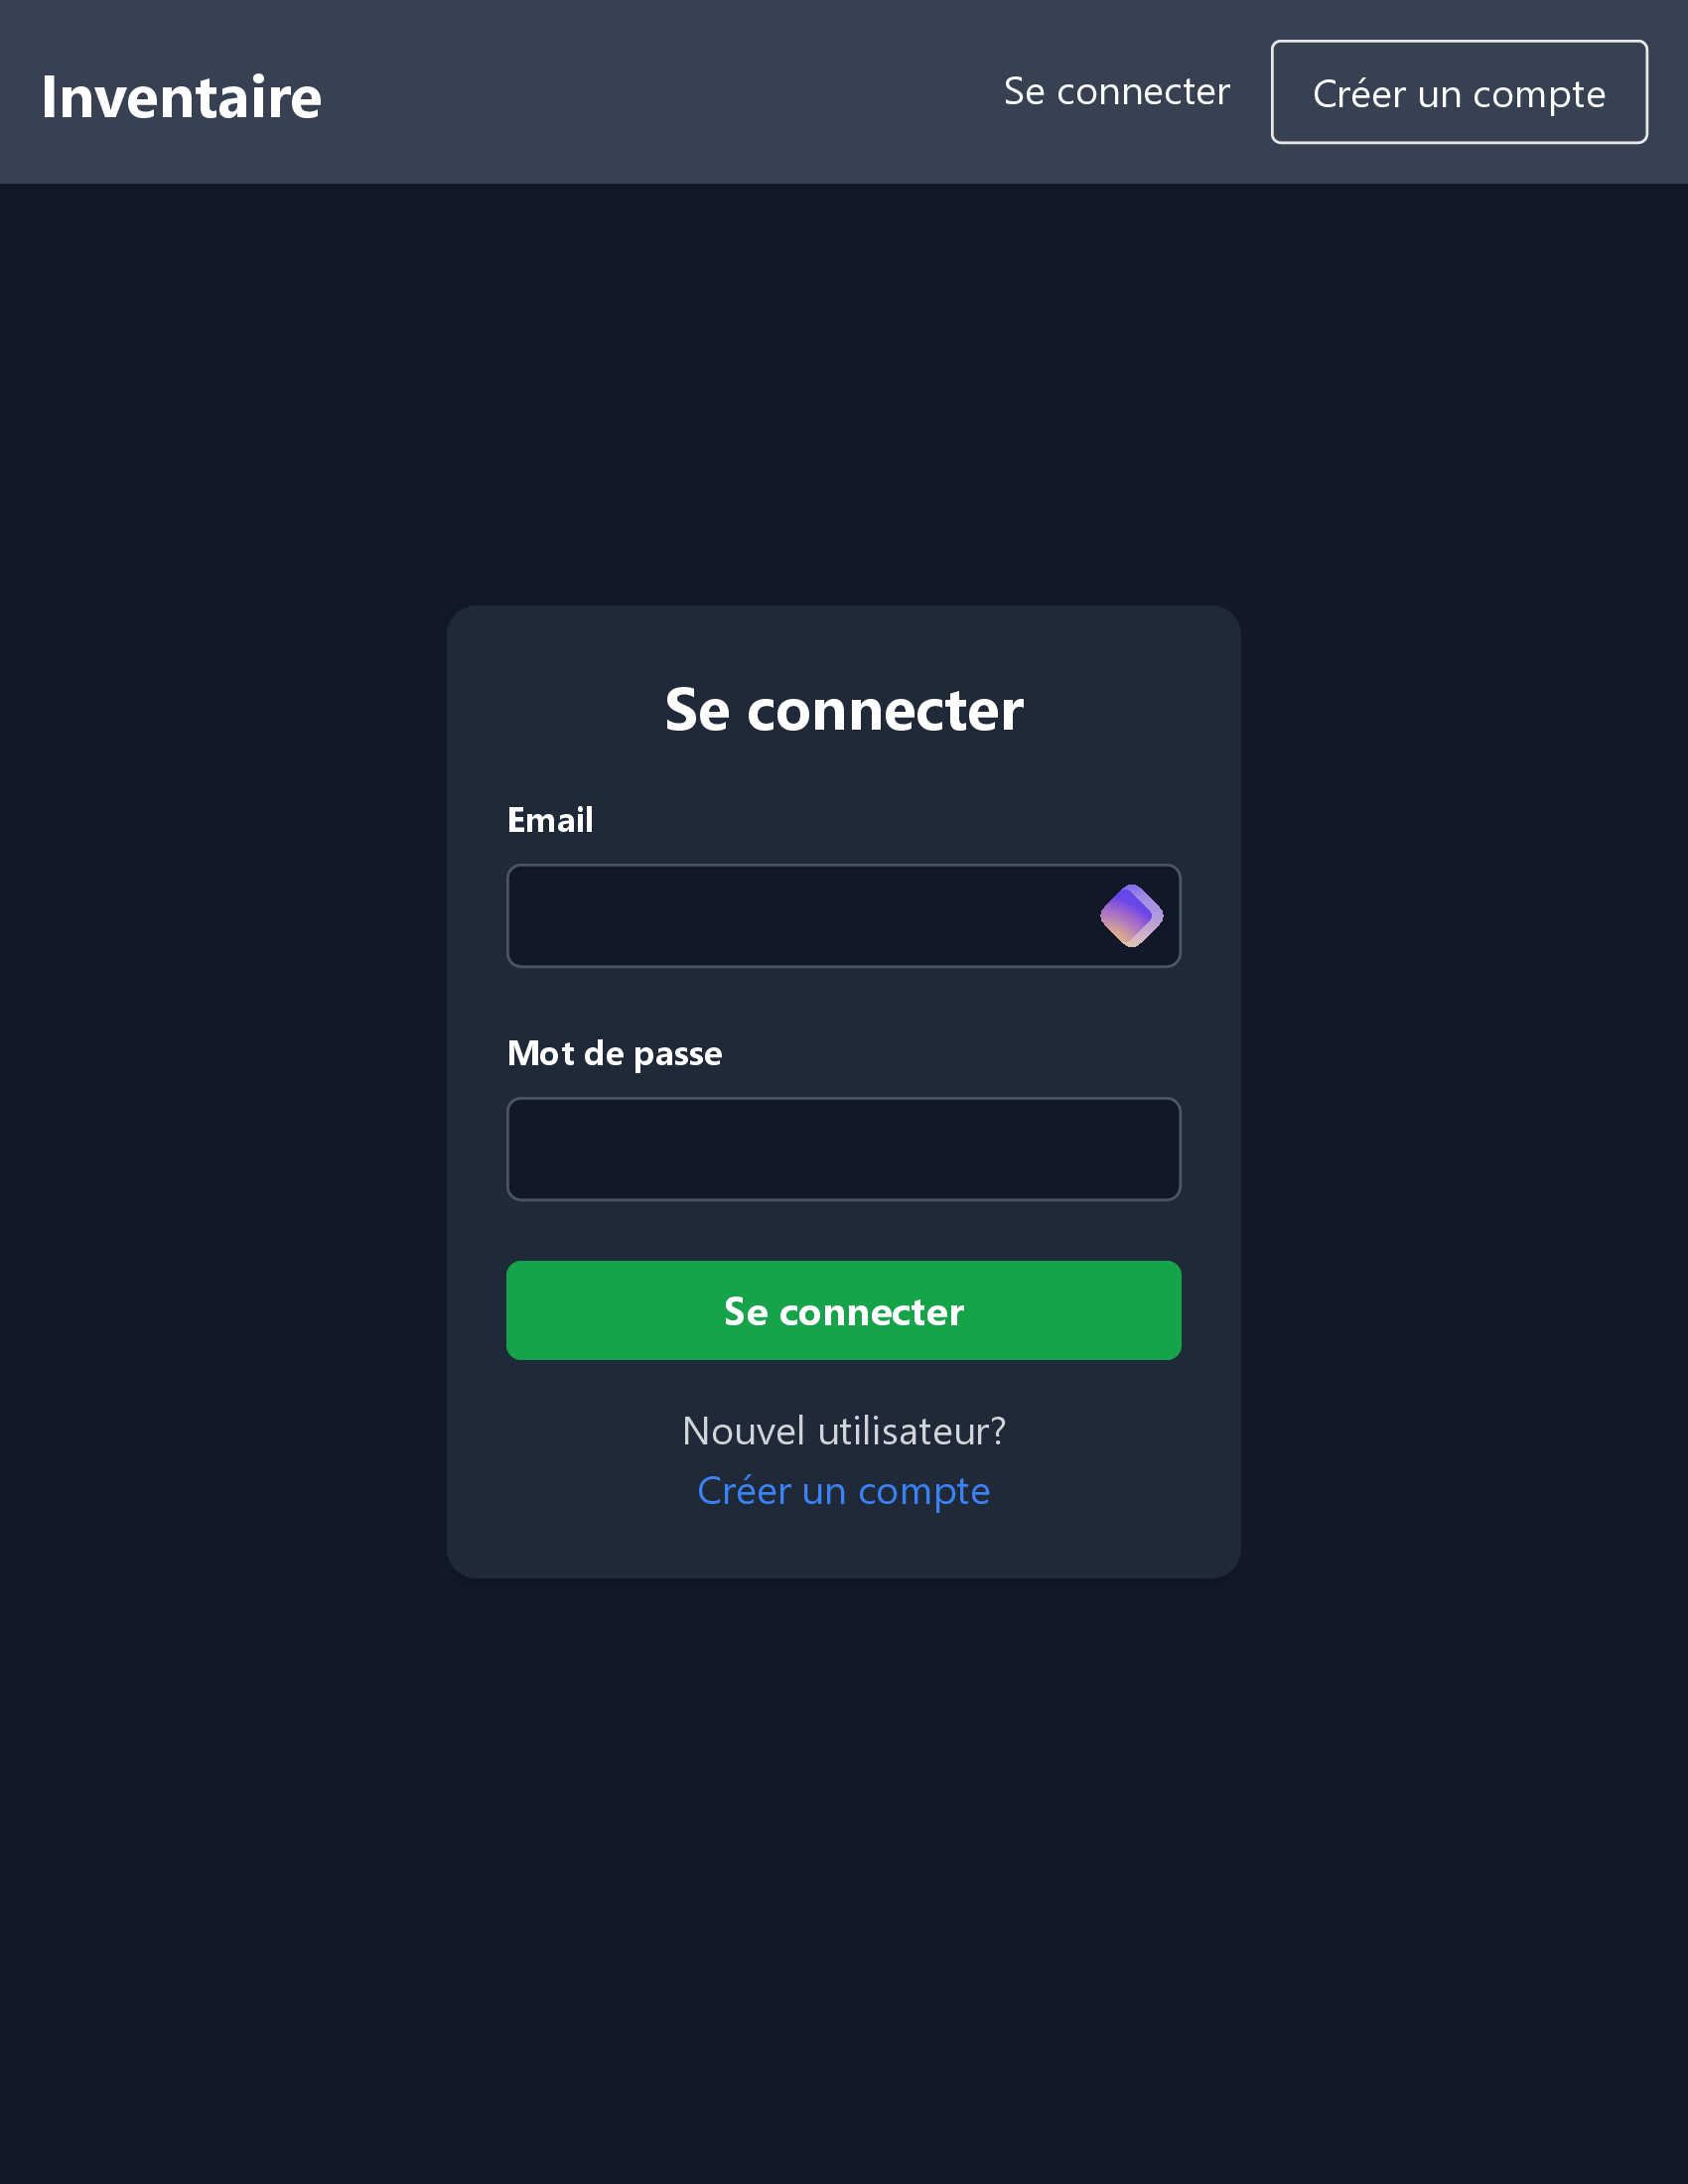 Inventaire
Se connecter
Créer un compte
Se connecter
Email
Mot de passe
Se connecter
Nouvel utilisateur?
Créer un compte